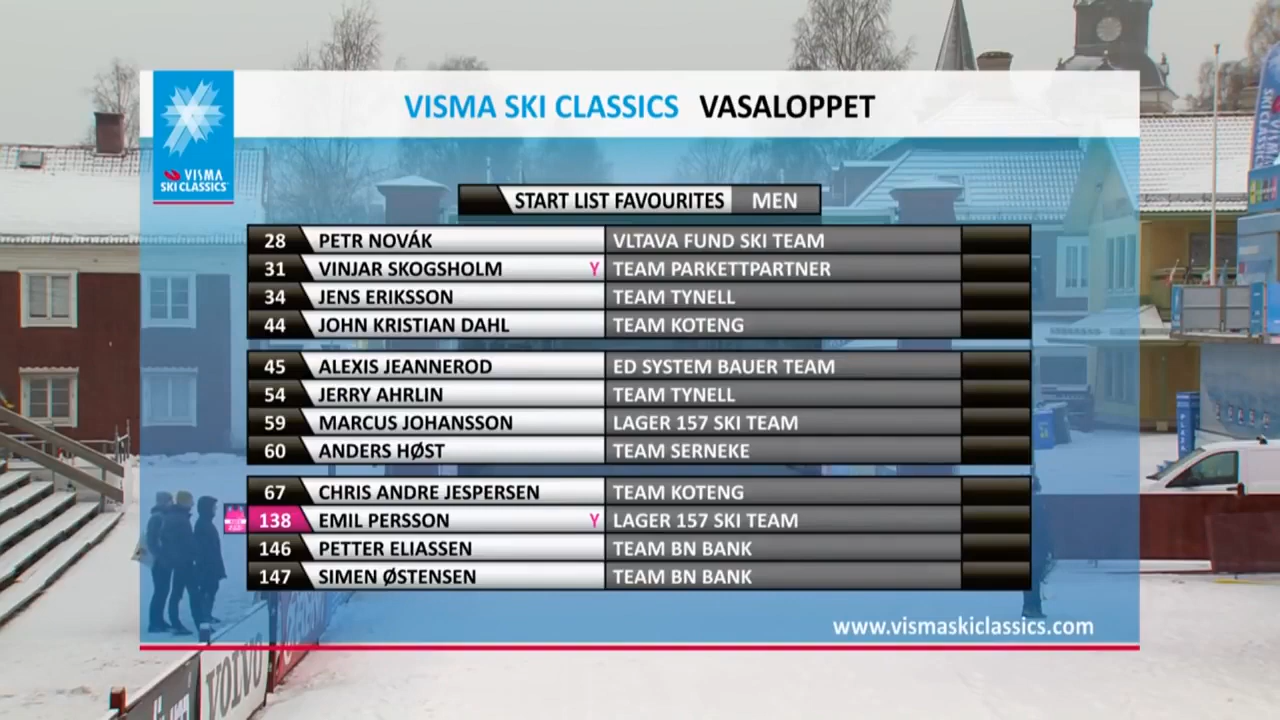 VISMA SKI CLASSICS VASALOPPET
VISMA
SKI CLASSICS
START LIST FAVOURITES MEN
28 PETR NOVÁK VLTAVA FUND SKI TEAM
31 VINJAR SKOGSHOLM Y TEAM PARKETTPARTNER
34 JENS ERIKSSON TEAM TYNELL
44 JOHN KRISTIAN DAHL TEAM KOTENG
45 ALEXIS JEANNEROD ED SYSTEM BAUER TEAM
54 JERRY AHRLIN TEAM TYNELL
59 MARCUS JOHANSSON LAGER 157 SKI TEAM
60 ANDERS HØST TEAM SERNEKE
67 CHRIS ANDRE JESPERSEN TEAM KOTENG
138 EMIL PERSSON Y LAGER 157 SKI TEAM
146 PETTER ELIASSEN TEAM BN BANK
147 SIMEN ØSTENSEN TEAM BN BANK
www.vismaskiclassics.com
VOLVO